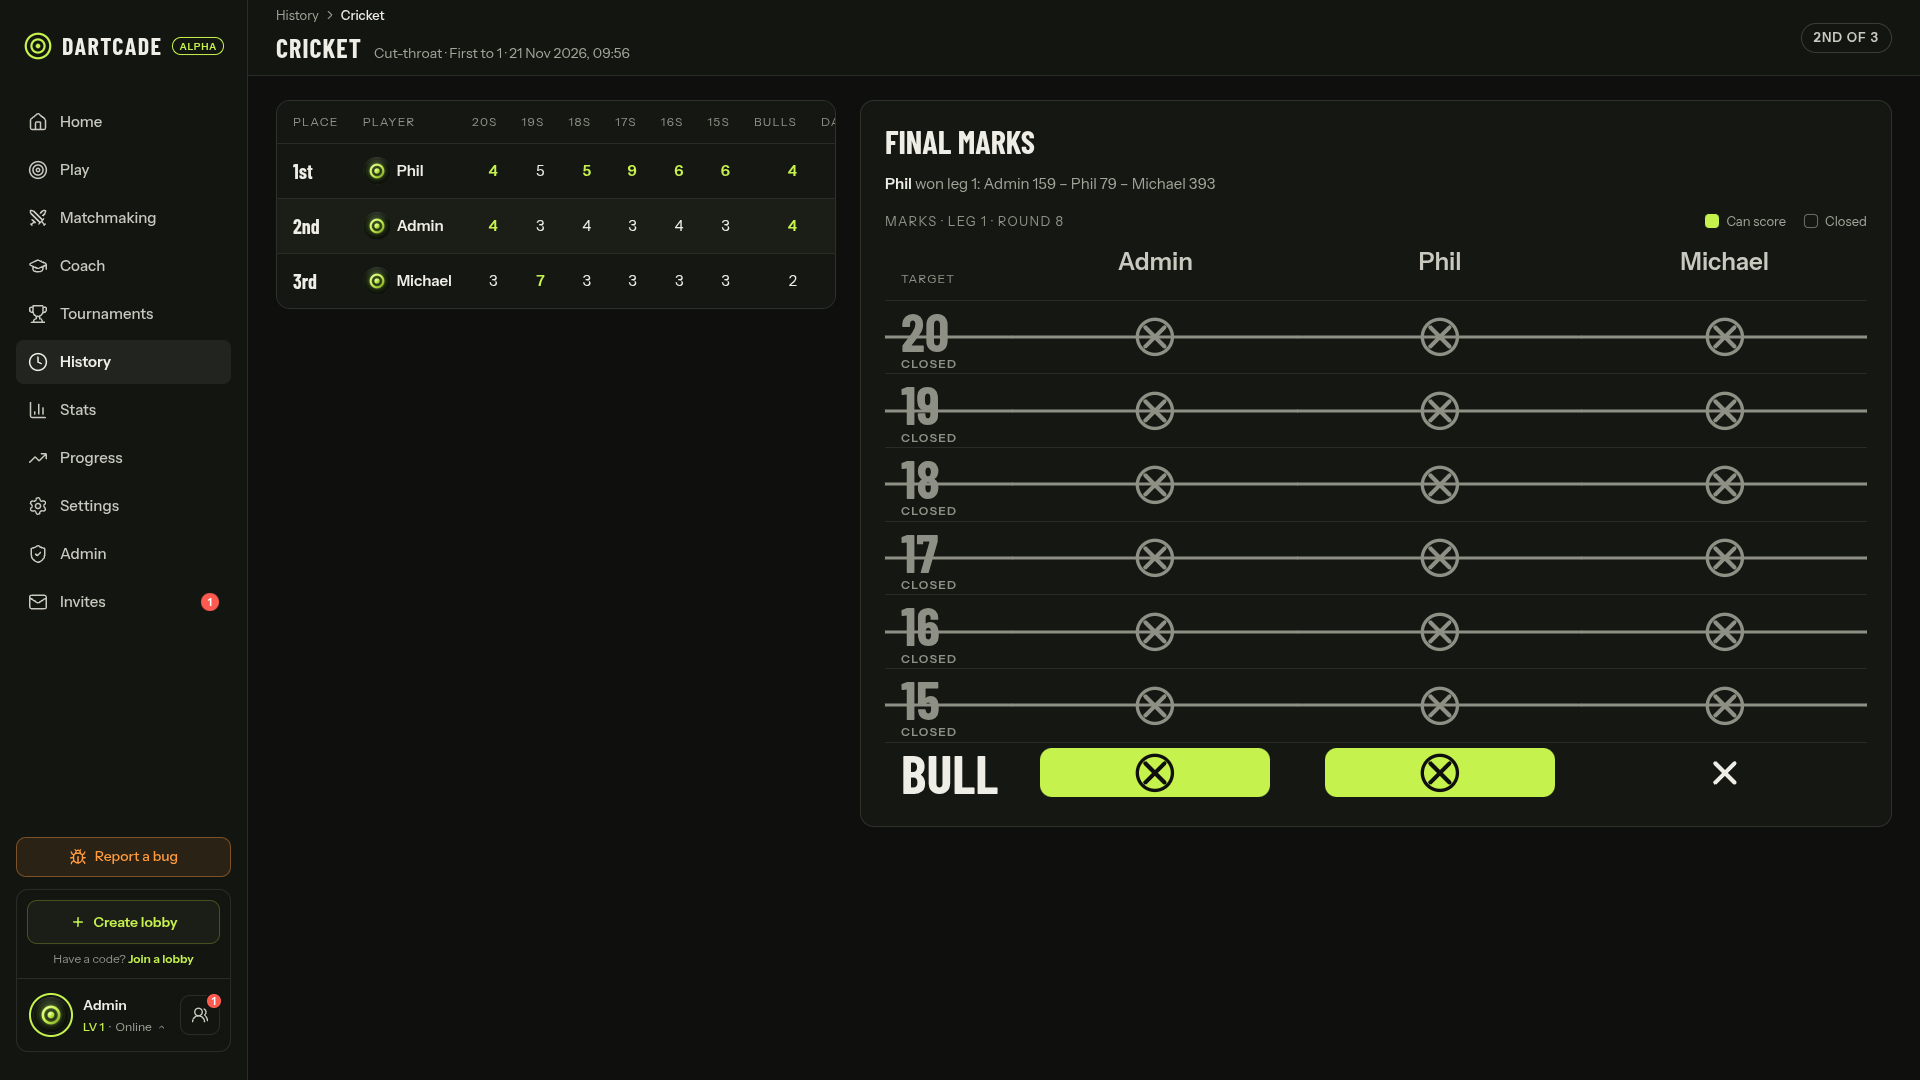 DARTCADE ALPHA
Home
Play
Matchmaking
Coach
Tournaments
History
Stats
Progress
Settings
Admin
Invites 1
Report a bug
+ Create lobby
Have a code? Join a lobby
Admin
LV 1 · Online
1
History > Cricket
CRICKET Cut-throat · First to 1 · 21 Nov 2026, 09:56
2ND OF 3
PLACE PLAYER 20S 19S 18S 17S 16S 15S BULLS
1st Phil 4 5 5 9 6 6 4
2nd Admin 4 3 4 3 4 3 4
3rd Michael 3 7 3 3 3 3 2
FINAL MARKS
Phil won leg 1: Admin 159 – Phil 79 – Michael 393
MARKS · LEG 1 · ROUND 8
Can score Closed
TARGET Admin Phil Michael
20
CLOSED
19
CLOSED
18
CLOSED
17
CLOSED
16
CLOSED
15
CLOSED
BULL